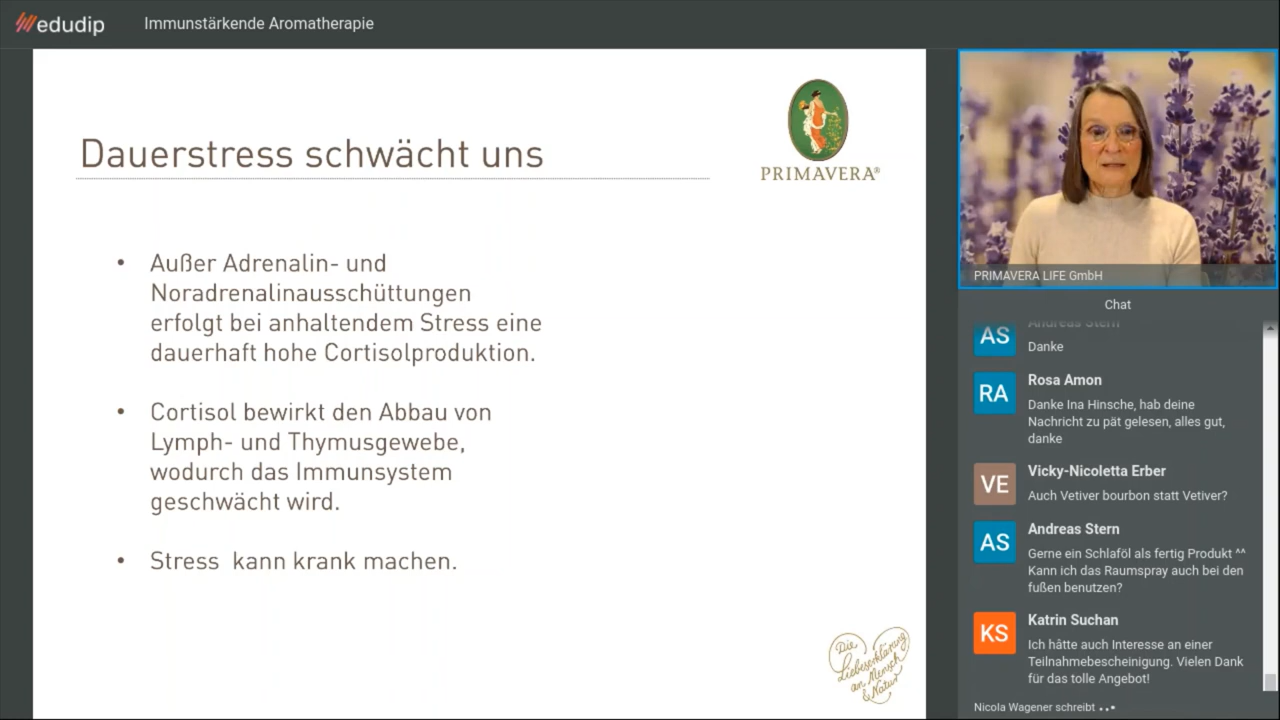 edudip
Immunstärkende Aromatherapie
Dauerstress schwächt uns
PRIMAVERA®
• Außer Adrenalin- und
Noradrenalinausschüttungen
erfolgt bei anhaltendem Stress eine
dauerhaft hohe Cortisolproduktion.
• Cortisol bewirkt den Abbau von
Lymph- und Thymusgewebe,
wodurch das Immunsystem
geschwächt wird.
• Stress kann krank machen.
Die
Liebeserklärung
an Mensch
& Natur
PRIMAVERA LIFE GmbH
Chat
Andreas Stern
AS
Danke
RA
Rosa Amon
Danke Ina Hinsche, hab deine
Nachricht zu pät gelesen, alles gut,
danke
VE
Vicky-Nicoletta Erber
Auch Vetiver bourbon statt Vetiver?
AS
Andreas Stern
Gerne ein Schlaföl als fertig Produkt ^^
Kann ich das Raumspray auch bei den
fußen benutzen?
KS
Katrin Suchan
Ich hâtte auch Interesse an einer
Teilnahmebescheinigung. Vielen Dank
für das tolle Angebot!
Nicola Wagener schreibt